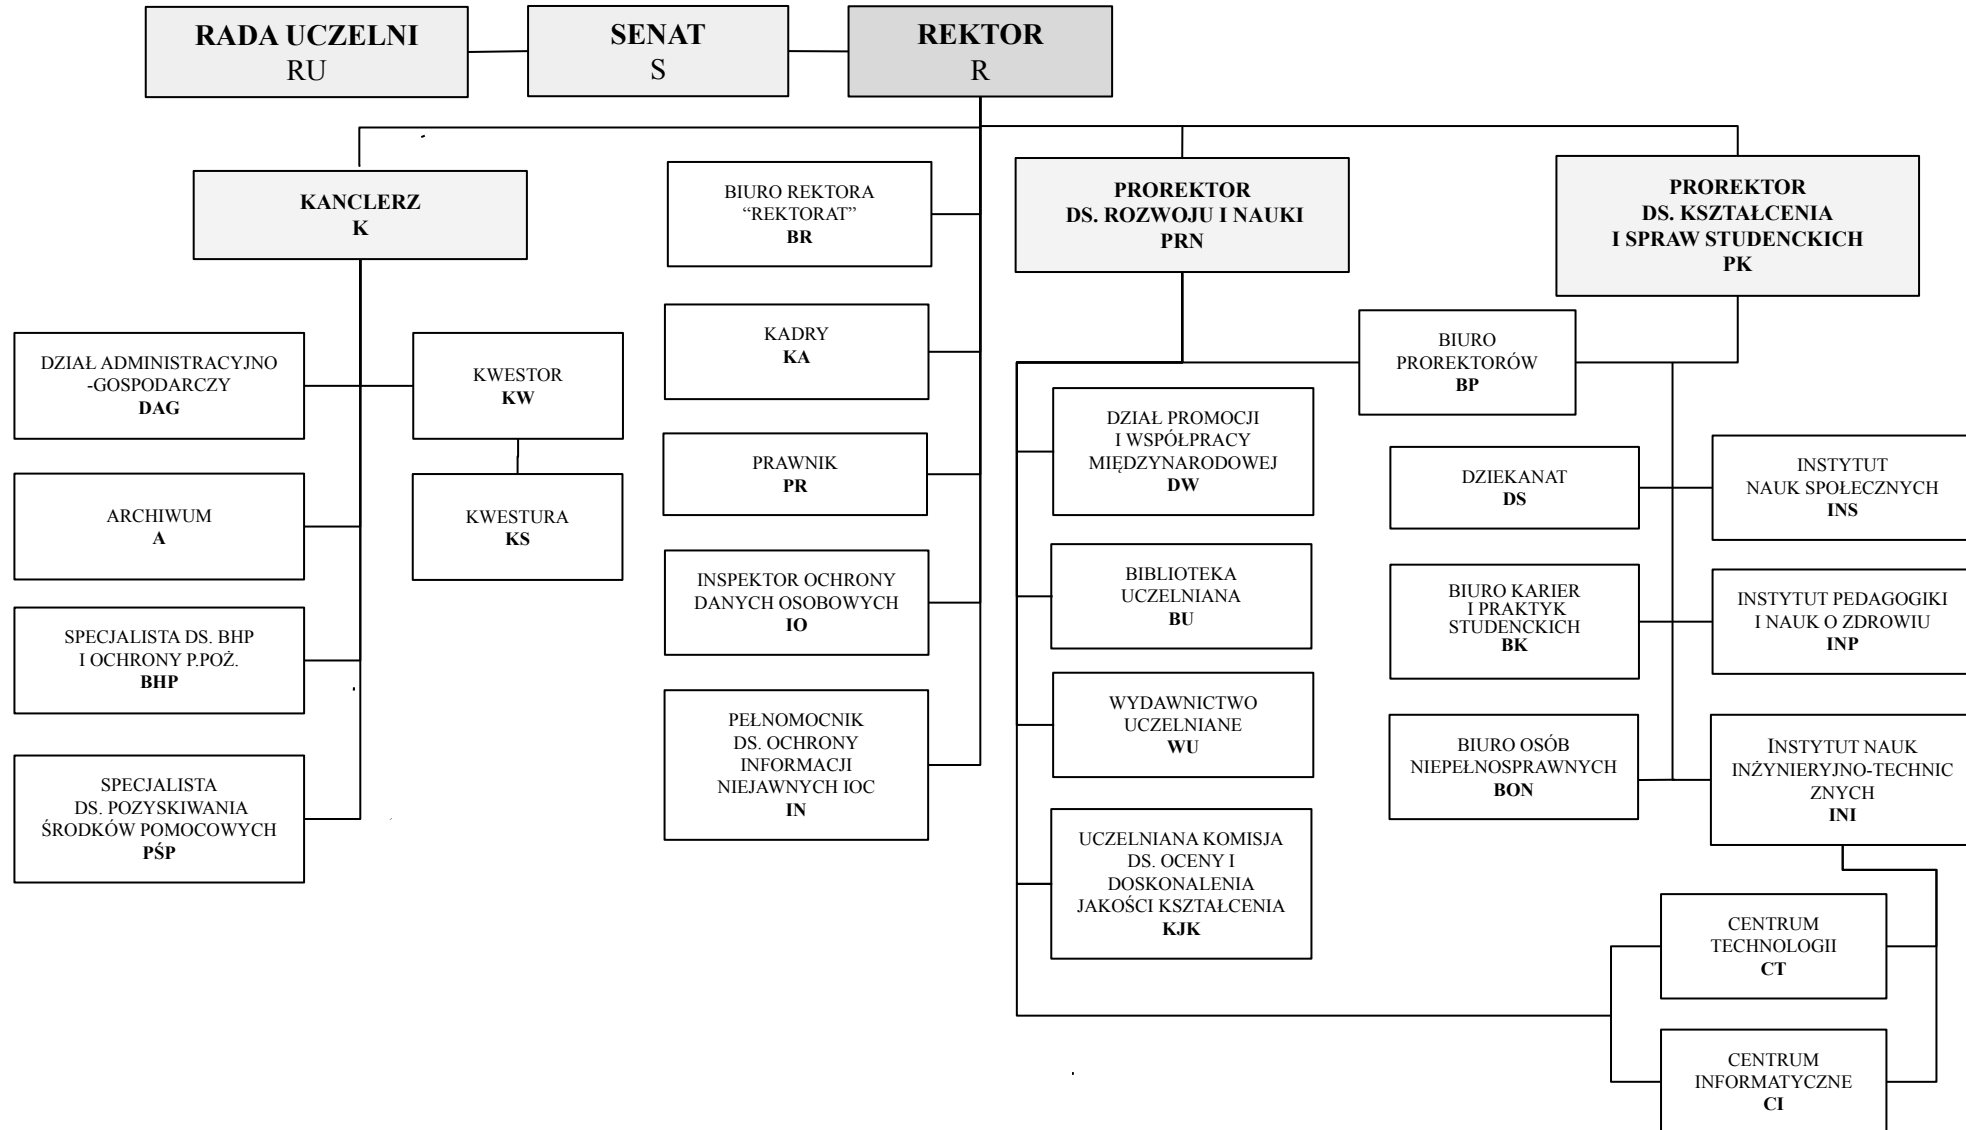 RADA UCZELNI
RU
SENAT
S
REKTOR
R
KANCLERZ
K
BIURO REKTORA
“REKTORAT”
BR
PROREKTOR
DS. ROZWOJU I NAUKI
PRN
PROREKTOR
DS. KSZTAŁCENIA
I SPRAW STUDENCKICH
PK
DZIAŁ ADMINISTRACYJNO
-GOSPODARCZY
DAG
KWESTOR
KW
KADRY
KA
BIURO
PROREKTORÓW
BP
ARCHIWUM
A
KWESTURA
KS
PRAWNIK
PR
DZIAŁ PROMOCJI
I WSPÓŁPRACY
MIĘDZYNARODOWEJ
DW
DZIEKANAT
DS
INSTYTUT
NAUK SPOŁECZNYCH
INS
SPECJALISTA DS. BHP
I OCHRONY P.POŻ.
BHP
INSPEKTOR OCHRONY
DANYCH OSOBOWYCH
IO
BIBLIOTEKA
UCZELNIANA
BU
BIURO KARIER
I PRAKTYK
STUDENCKICH
BK
INSTYTUT PEDAGOGIKI
I NAUK O ZDROWIU
INP
SPECJALISTA
DS. POZYSKIWANIA
ŚRODKÓW POMOCOWYCH
PŚP
PEŁNOMOCNIK
DS. OCHRONY
INFORMACJI
NIEJAWNYCH IOC
IN
WYDAWNICTWO
UCZELNIANE
WU
BIURO OSÓB
NIEPEŁNOSPRAWNYCH
BON
INSTYTUT NAUK
INŻYNIERYJNO-TECHNIC
ZNYCH
INI
UCZELNIANA KOMISJA
DS. OCENY I
DOSKONALENIA
JAKOŚCI KSZTAŁCENIA
KJK
CENTRUM
TECHNOLOGII
CT
CENTRUM
INFORMATYCZNE
CI